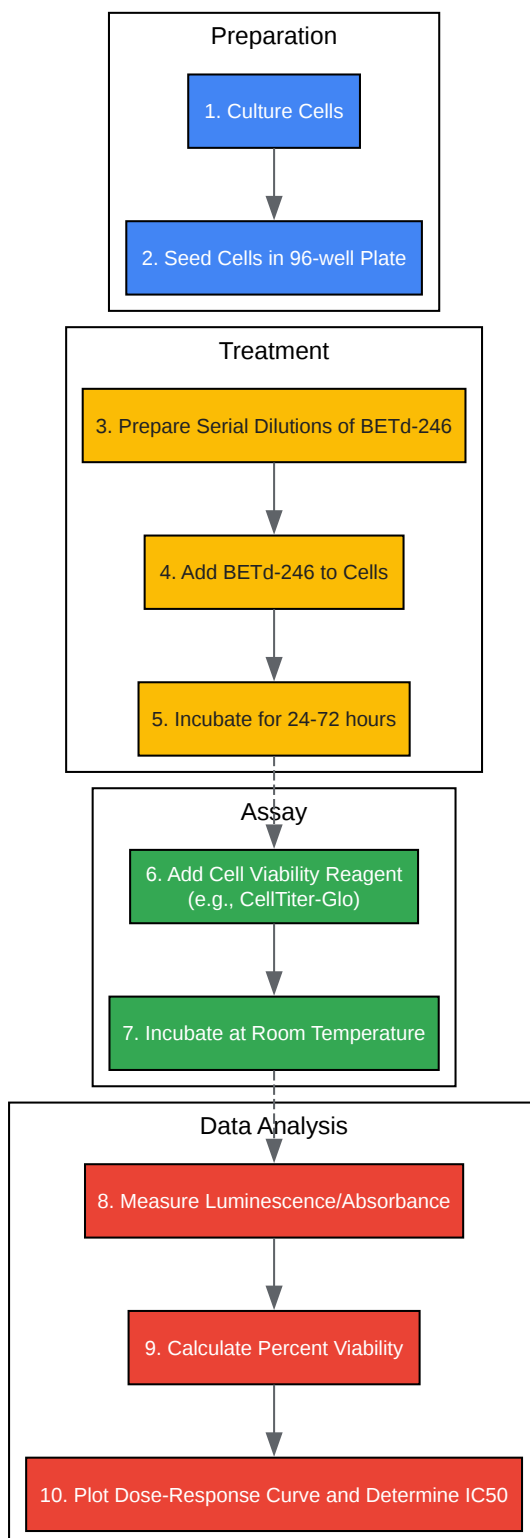 Preparation
1. Culture Cells
2. Seed Cells in 96-well Plate
Treatment
3. Prepare Serial Dilutions of BETd-246
4. Add BETd-246 to Cells
5. Incubate for 24-72 hours
Assay
6. Add Cell Viability Reagent
(e.g., CellTiter-Glo)
7. Incubate at Room Temperature
Data Analysis
8. Measure Luminescence/Absorbance
9. Calculate Percent Viability
10. Plot Dose-Response Curve and Determine IC50